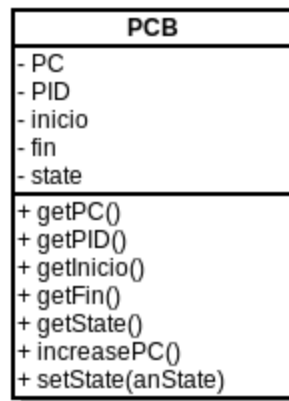 PCB
- PC
- PID
- inicio
- fin
- state
+ getPC()
+ getPID()
+ getInicio()
+ getFin()
+ getState()
+ increasePC()
+ setState(anState)